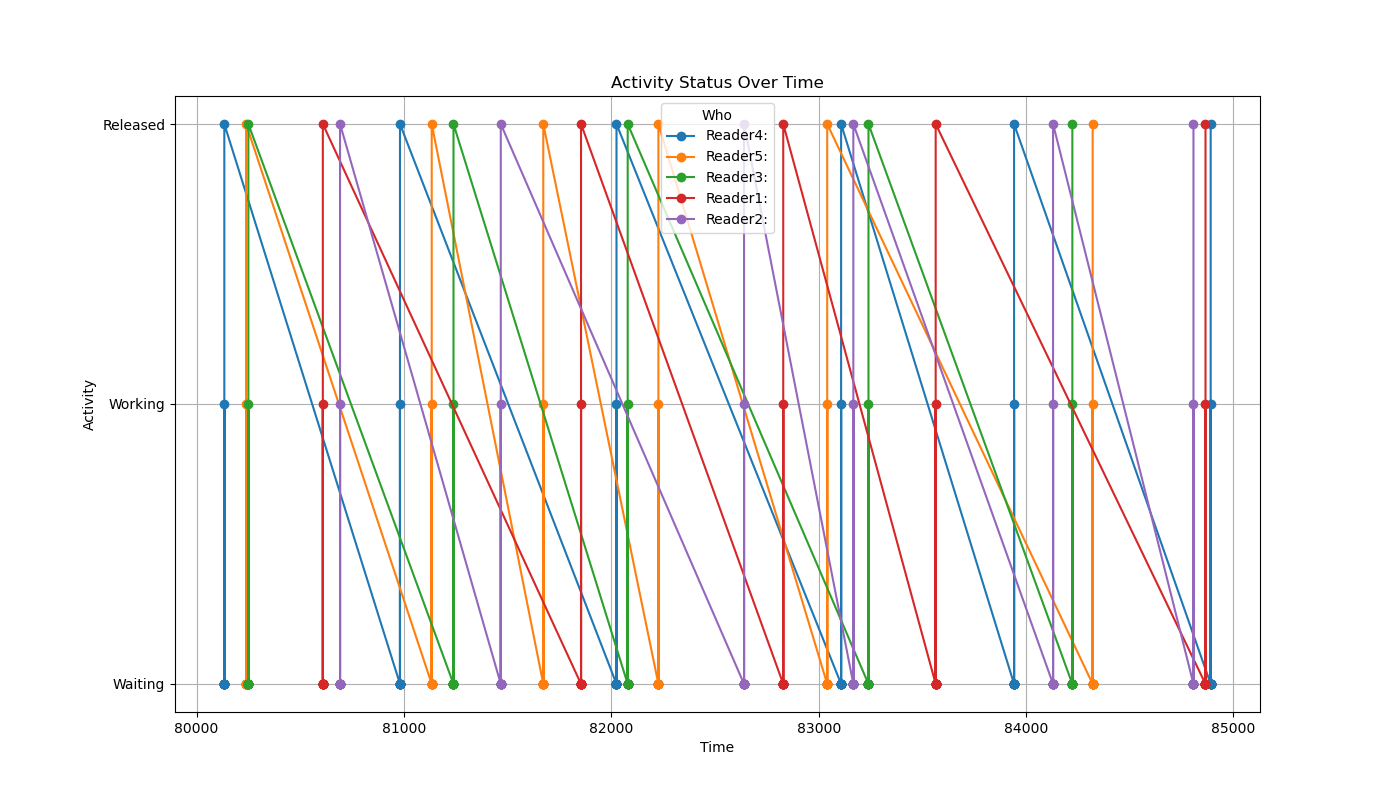 Activity Status Over Time
Who
Reader4:
Reader5:
Reader3:
Reader1:
Reader2:
Released
Working
Waiting
Activity
80000 81000 82000 83000 84000 85000
Time